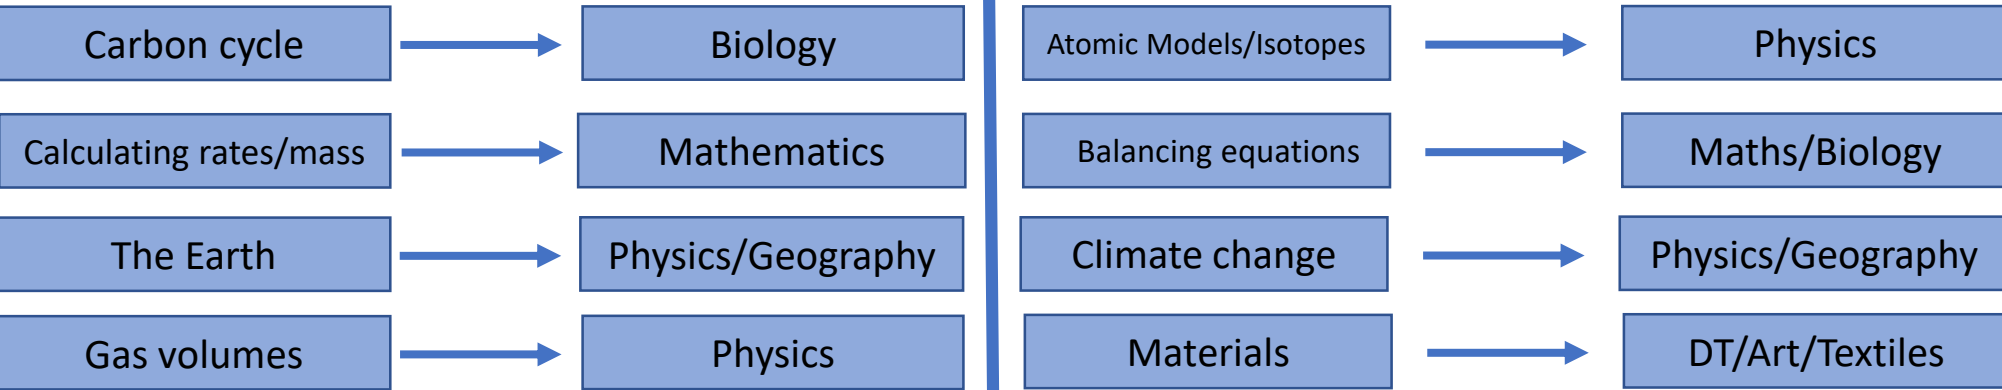 Carbon cycle
Biology
Calculating rates/mass
Mathematics
The Earth
Physics/Geography
Gas volumes
Physics
Atomic Models/Isotopes
Physics
Balancing equations
Maths/Biology
Climate change
Physics/Geography
Materials
DT/Art/Textiles